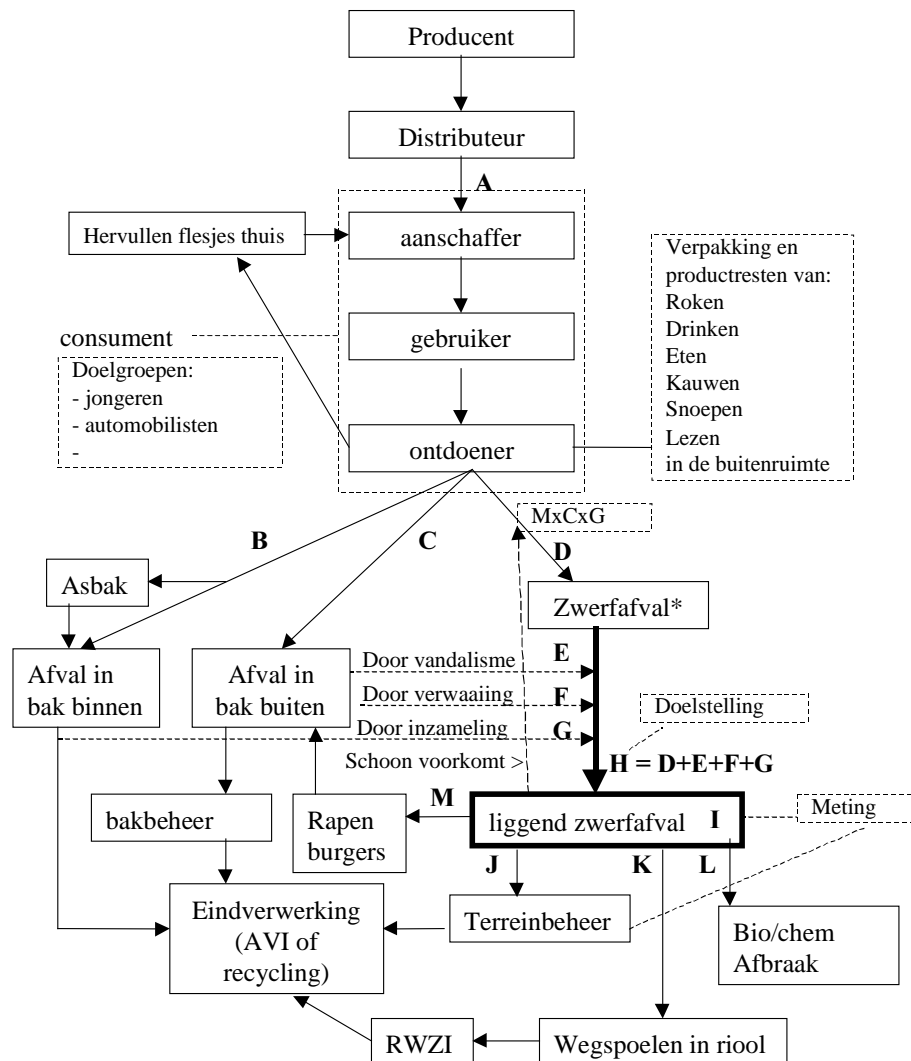 Producent
Distributeur
A
Hervullen flesjes thuis
aanschaffer
Verpakking en
productresten van:
Roken
Drinken
Eten
Kauwen
Snoepen
Lezen
in de buitenruimte
consument
gebruiker
Doelgroepen:
- jongeren
- automobilisten
-
ontdoener
MxCxG
B
C
D
Asbak
Zwerfafval*
Afval in
bak binnen
Afval in
bak buiten
Door vandalisme
E
Door verwaaiing
F
Door inzameling
G
Doelstelling
Schoon voorkomt >
H = D+E+F+G
M
bakbeheer
Rapen
burgers
liggend zwerfafval
I
Meting
J
K
L
Eindverwerking
(AVI of
recycling)
Terreinbeheer
Bio/chem
Afbraak
RWZI
Wegspoelen in riool